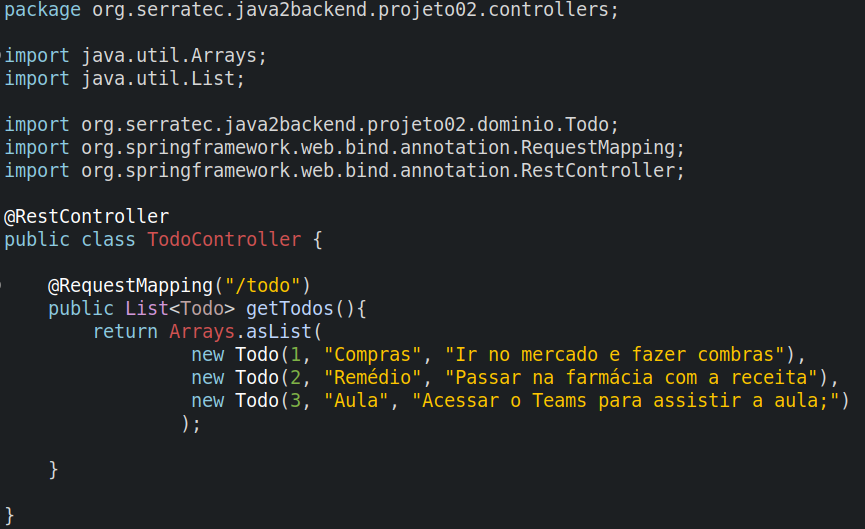 package org.serratec.java2backend.projeto02.controllers;
import java.util.Arrays;
import java.util.List;
import org.serratec.java2backend.projeto02.dominio.Todo;
import org.springframework.web.bind.annotation.RequestMapping;
import org.springframework.web.bind.annotation.RestController;
@RestController
public class TodoController {
@RequestMapping("/todo")
public List<Todo> getTodos(){
return Arrays.asList(
new Todo(1, "Compras", "Ir no mercado e fazer combras"),
new Todo(2, "Remédio", "Passar na farmácia com a receita"),
new Todo(3, "Aula", "Acessar o Teams para assistir a aula;")
);
}
}